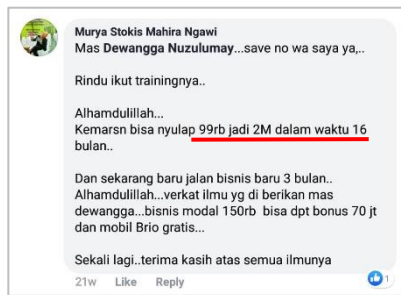 Murya Stokis Mahira Ngawi
Mas Dewangga Nuzulumay...save no wa saya ya,..
Rindu ikut trainingnya..
Alhamdulillah...
Kemarsn bisa nyulap 99rb jadi 2M dalam waktu 16
bulan..
Dan sekarang baru jalan bisnis baru 3 bulan..
Alhamdulillah...verkat ilmu yg di berikan mas
dewangga...bisnis modal 150rb bisa dpt bonus 70 jt
dan mobil Brio gratis...
Sekali lagi..terima kasih atas semua ilmunya
21w Like Reply 1